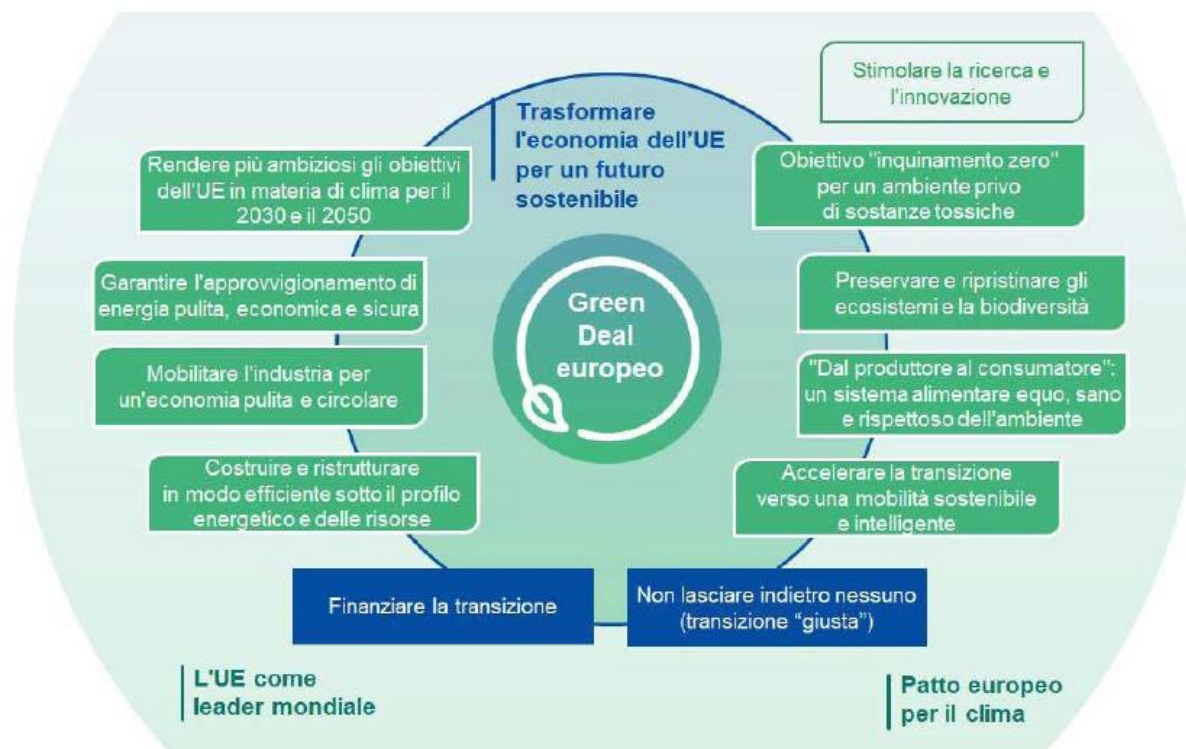 Stimolare la ricerca e
l'innovazione
Trasformare
l'economia dell'UE
per un futuro
sostenibile
Rendere più ambiziosi gli obiettivi
dell'UE in materia di clima per il
2030 e il 2050
Obiettivo "inquinamento zero"
per un ambiente privo
di sostanze tossiche
Garantire l'approvvigionamento di
energia pulita, economica e sicura
Preservare e ripristinare gli
ecosistemi e la biodiversità
Green
Deal
europeo
Mobilitare l'industria per
un'economia pulita e circolare
"Dal produttore al consumatore":
un sistema alimentare equo, sano
e rispettoso dell'ambiente
Costruire e ristrutturare
in modo efficiente sotto il profilo
energetico e delle risorse
Accelerare la transizione
verso una mobilità sostenibile
e intelligente
Finanziare la transizione
Non lasciare indietro nessuno
(transizione "giusta")
L'UE come
leader mondiale
Patto europeo
per il clima